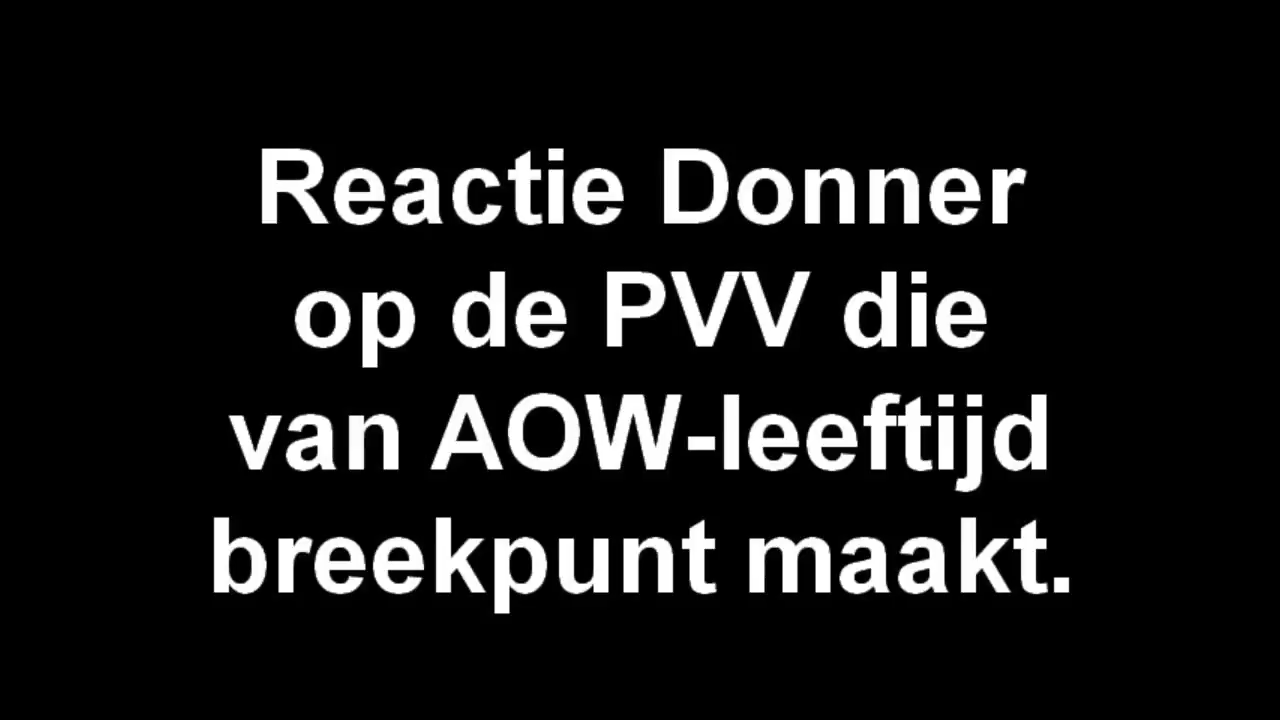 Reactie Donner
op de PVV die
van AOW-leeftijd
breekpunt maakt.